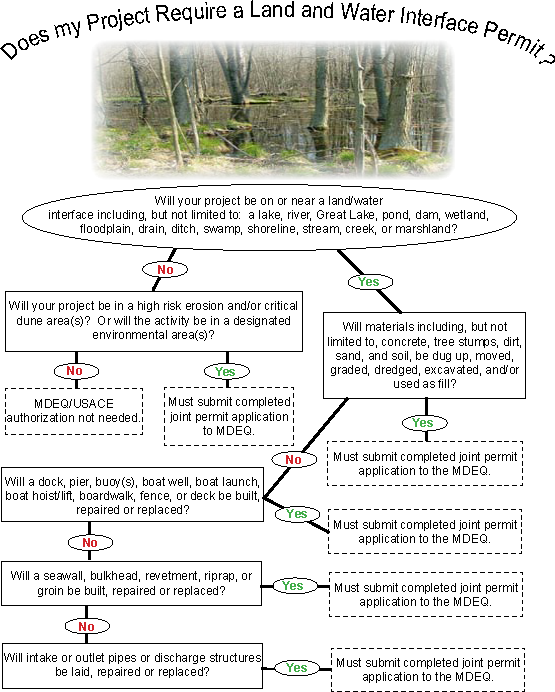 Does my Project Require a Land and Water Interface Permit?
Will your project be on or near a land/water
interface including, but not limited to: a lake, river, Great Lake, pond, dam, wetland,
floodplain, drain, ditch, swamp, shoreline, stream, creek, or marshland?
No
Yes
Will your project be in a high risk erosion and/or critical
dune area(s)? Or will the activity be in a designated
environmental area(s)?
Will materials including, but not
limited to, concrete, tree stumps, dirt,
sand, and soil, be dug up, moved,
graded, dredged, excavated, and/or
used as fill?
No
Yes
MDEQ/USACE
authorization not needed.
Must submit completed
joint permit application
to MDEQ.
Yes
Must submit completed joint permit
application to the MDEQ.
No
Will a dock, pier, buoy(s), boat well, boat launch,
boat hoist/lift, boardwalk, fence, or deck be built,
repaired or replaced?
Yes
Must submit completed joint permit
application to the MDEQ.
No
Will a seawall, bulkhead, revetment, riprap, or
groin be built, repaired or replaced?
Yes
Must submit completed joint permit
application to the MDEQ.
No
Will intake or outlet pipes or discharge structures
be laid, repaired or replaced?
Yes
Must submit completed joint permit
application to the MDEQ.